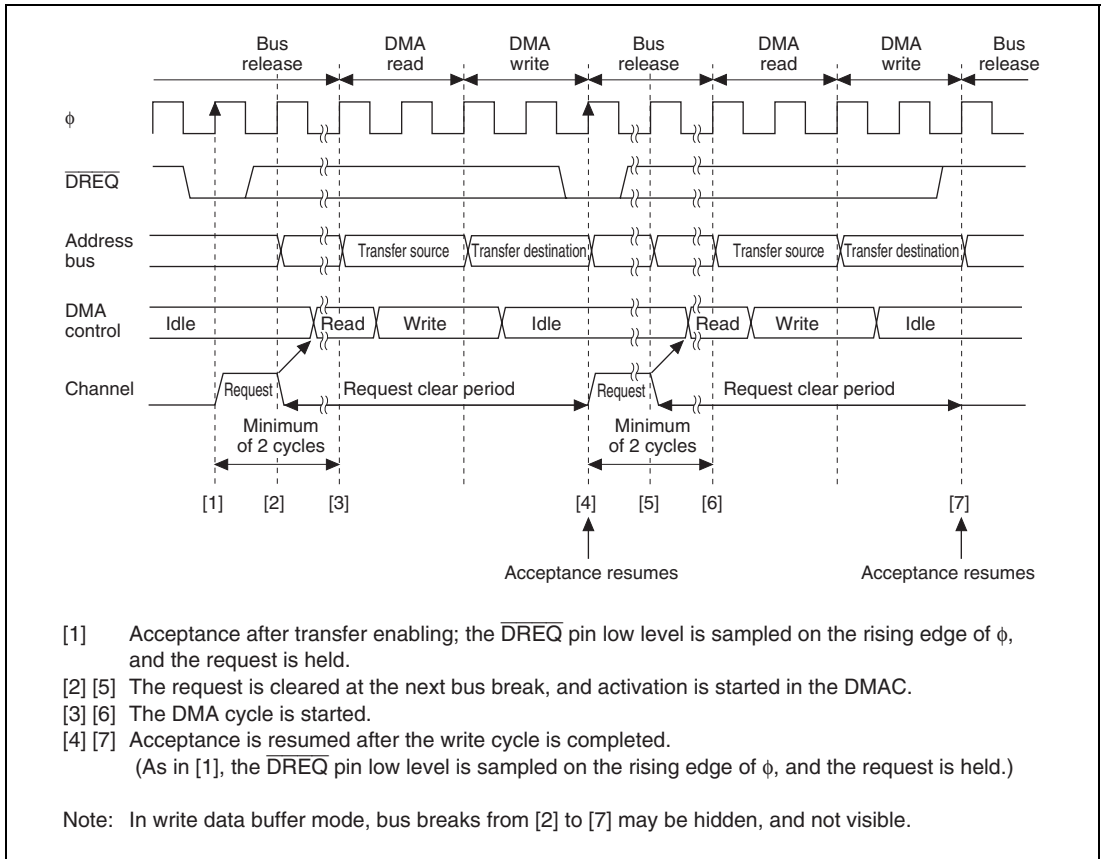 Bus release DMA read DMA write Bus release DMA read DMA write Bus release
φ
DREQ
Address bus Transfer source Transfer destination Transfer source Transfer destination
DMA control Idle Read Write Idle Read Write Idle
Channel Request Request clear period Request Request clear period
Minimum of 2 cycles Minimum of 2 cycles
[1] [2] [3] [4] [5] [6] [7]
Acceptance resumes Acceptance resumes
[1] Acceptance after transfer enabling; the DREQ pin low level is sampled on the rising edge of φ,
and the request is held.
[2] [5] The request is cleared at the next bus break, and activation is started in the DMAC.
[3] [6] The DMA cycle is started.
[4] [7] Acceptance is resumed after the write cycle is completed.
(As in [1], the DREQ pin low level is sampled on the rising edge of φ, and the request is held.)
Note: In write data buffer mode, bus breaks from [2] to [7] may be hidden, and not visible.